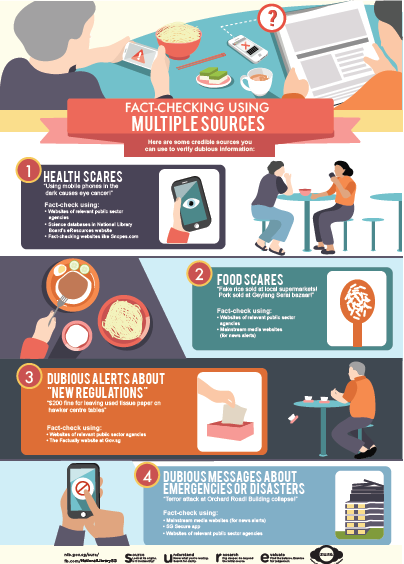 ?
FACT-CHECKING USING
MULTIPLE SOURCES
Here are some credible sources you
can use to verify dubious information:
1
HEALTH SCARES
"Using mobile phones in the
dark causes eye cancer!"
Fact-check using:
• Websites of relevant public sector
agencies
• Science databases in National Library
Board's eResources website
• Fact-checking websites like Snopes.com
2
FOOD SCARES
"Fake rice sold at local supermarkets!
Pork sold at Geylang Serai bazaar!"
Fact-check using:
• Websites of relevant public sector
agencies
• Mainstream media websites
(for news alerts)
3
DUBIOUS ALERTS ABOUT
"NEW REGULATIONS"
"$200 fine for leaving used tissue paper on
hawker centre tables"
Fact-check using:
• Websites of relevant public sector agencies
• The Factually website at Gov.sg
4
DUBIOUS MESSAGES ABOUT
EMERGENCIES OR DISASTERS
"Terror attack at Orchard Road! Building collapse!"
Fact-check using:
• Mainstream media websites (for news alerts)
• SG Secure app
• Websites of relevant public sector agencies
nlb.gov.sg/sure/
fb.com/NationalLibrarySG
Source
Understand
Research
Evaluate